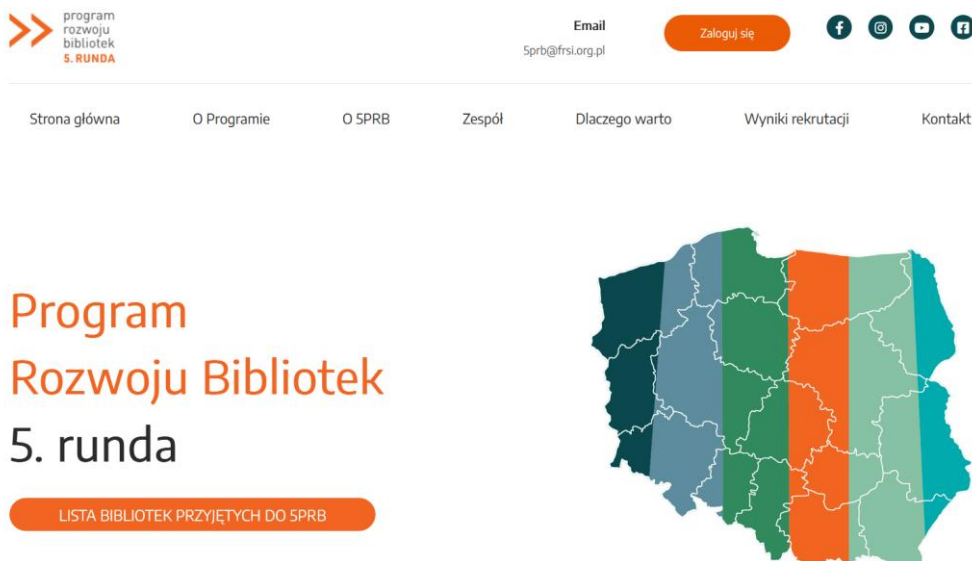 program
rozwoju
bibliotek
5. RUNDA
Email
5prb@frsi.org.pl
Zaloguj się
Strona główna
O Programie
O 5PRB
Zespół
Dlaczego warto
Wyniki rekrutacji
Kontakt
Program
Rozwoju Bibliotek
5. runda
LISTA BIBLIOTEK PRZYJĘTYCH DO 5PRB